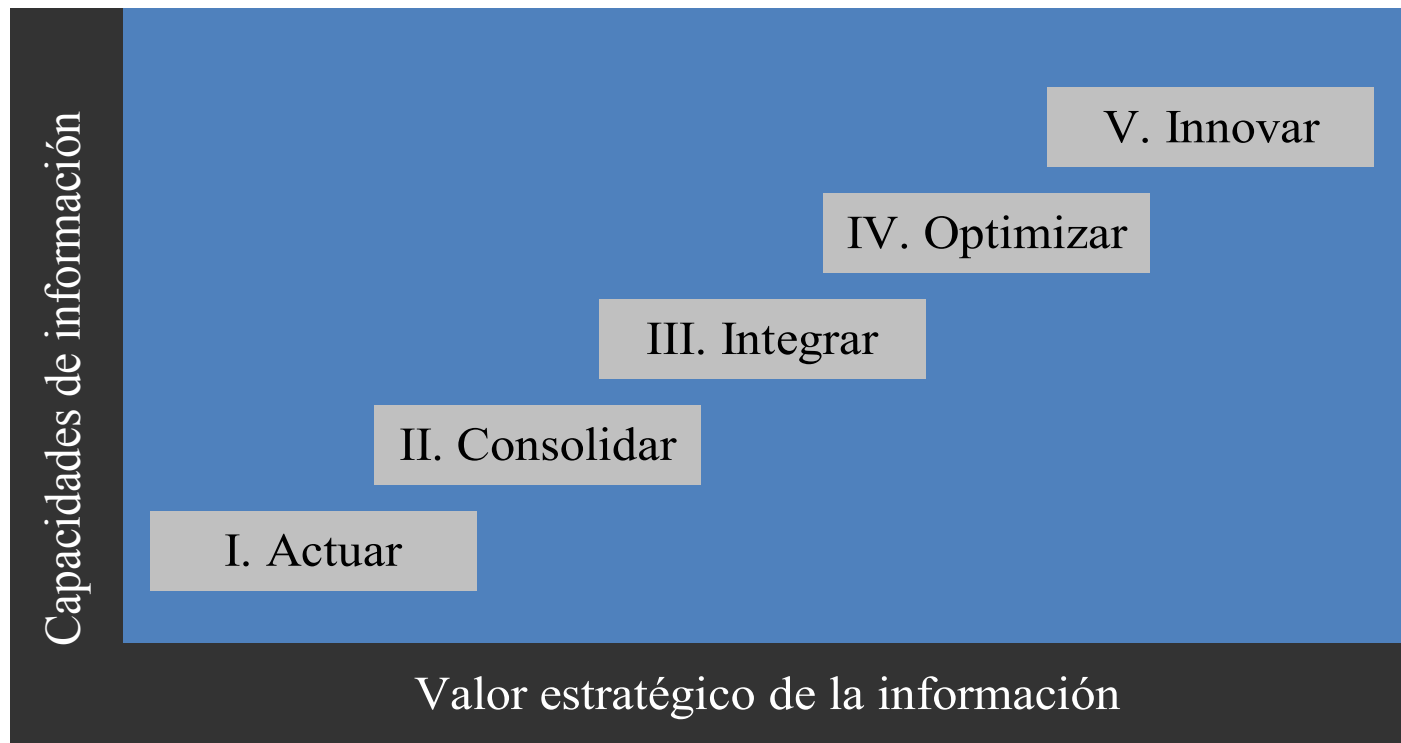 Capacidades de información
V. Innovar
IV. Optimizar
III. Integrar
II. Consolidar
I. Actuar
Valor estratégico de la información